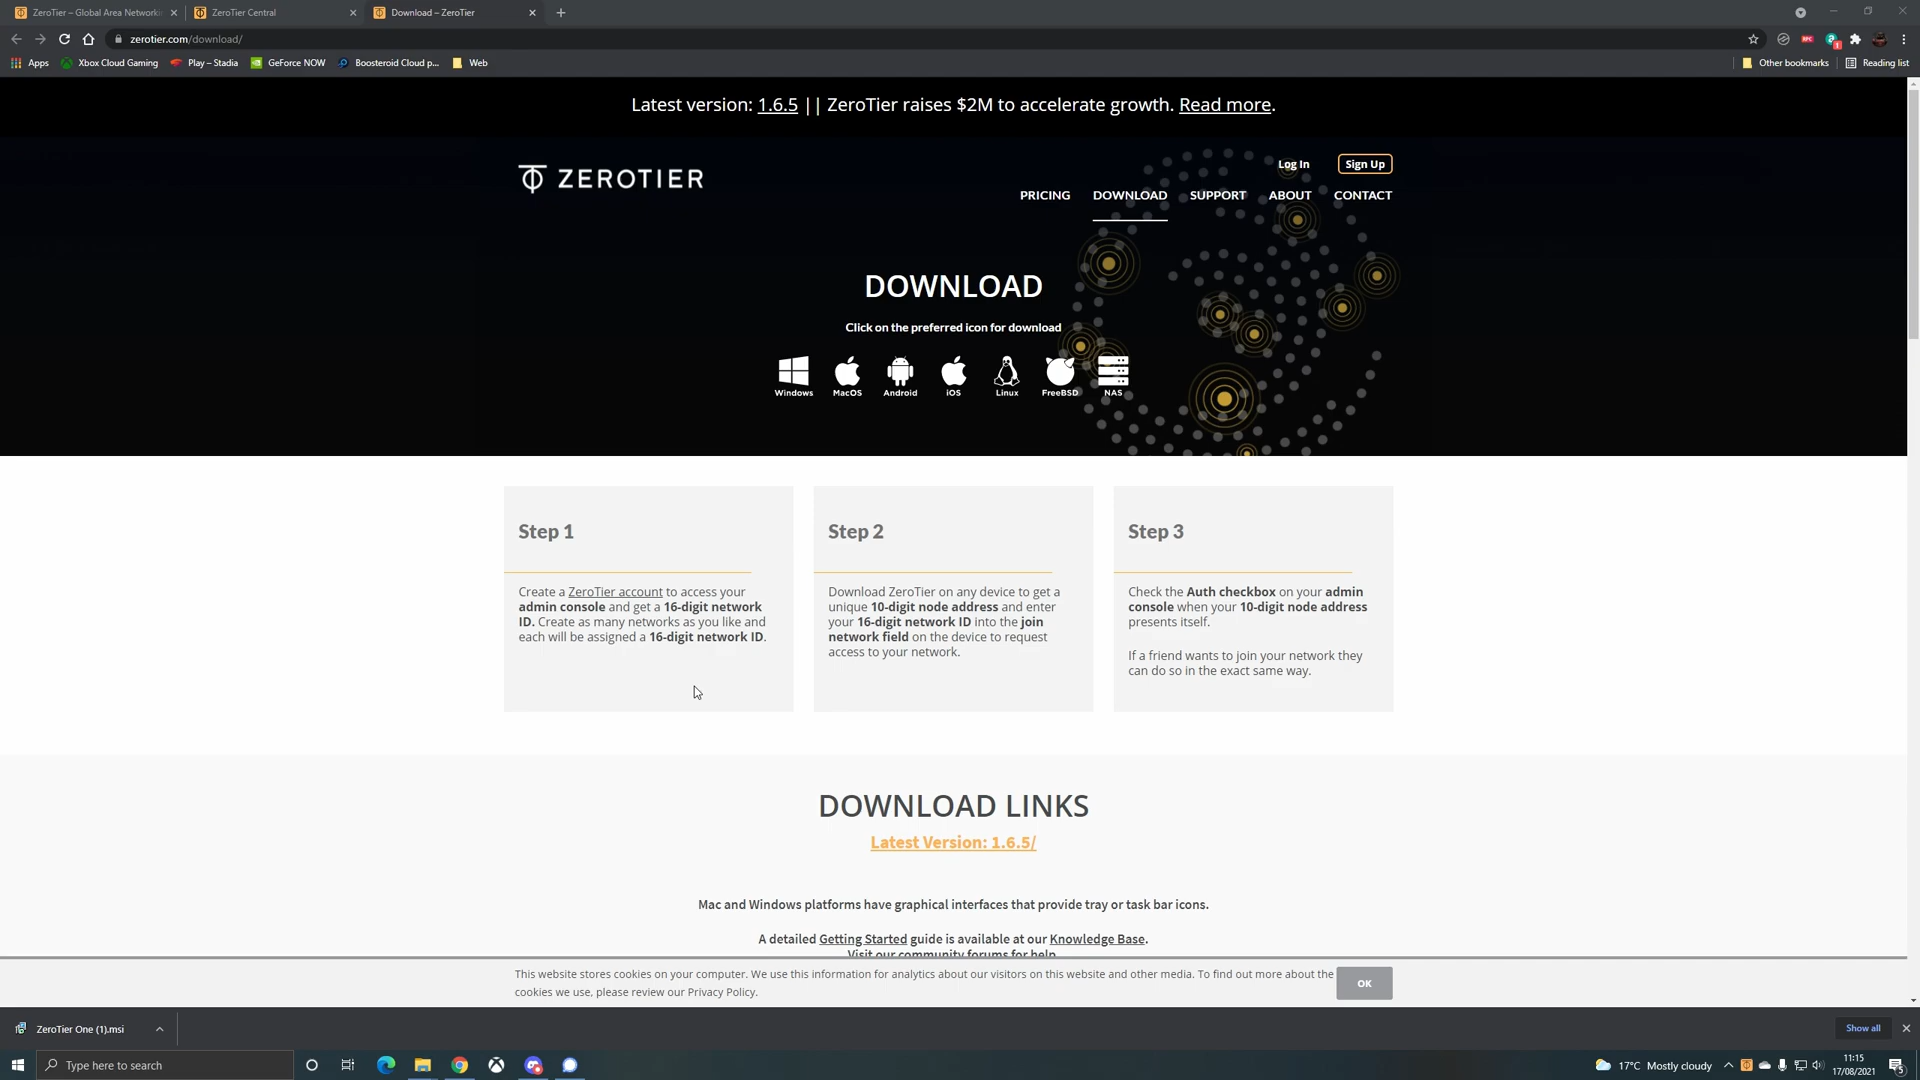 ZeroTier – Global Area Networki
ZeroTier Central
Download – ZeroTier
zerotier.com/download/
Apps
Xbox Cloud Gaming
Play – Stadia
GeForce NOW
Boosteroid Cloud p...
Web
Other bookmarks
Reading list
Latest version: 1.6.5 || ZeroTier raises $2M to accelerate growth. Read more.
ZEROTIER
Log In
Sign Up
PRICING
DOWNLOAD
SUPPORT
ABOUT
CONTACT
DOWNLOAD
Click on the preferred icon for download
Windows
MacOS
Android
iOS
Linux
FreeBSD
NAS
Step 1
Create a ZeroTier account to access your
admin console and get a 16-digit network
ID. Create as many networks as you like and
each will be assigned a 16-digit network ID.
Step 2
Download ZeroTier on any device to get a
unique 10-digit node address and enter
your 16-digit network ID into the join
network field on the device to request
access to your network.
Step 3
Check the Auth checkbox on your admin
console when your 10-digit node address
presents itself.
If a friend wants to join your network they
can do so in the exact same way.
DOWNLOAD LINKS
Latest Version: 1.6.5/
Mac and Windows platforms have graphical interfaces that provide tray or task bar icons.
A detailed Getting Started guide is available at our Knowledge Base.
Visit our community forums for help
This website stores cookies on your computer. We use this information for analytics about our visitors on this website and other media. To find out more about the
cookies we use, please review our Privacy Policy.
OK
ZeroTier One (1).msi
Show all
Type here to search
17°C Mostly cloudy
11:15
17/08/2021